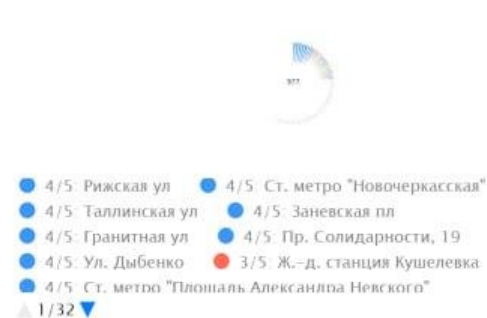 377
4/5: Рижская ул 4/5: Ст. метро "Новочеркасская"
4/5: Таллинская ул 4/5: Заневская пл
4/5: Гранитная ул 4/5: Пр. Солидарности, 19
4/5: Ул. Дыбенко 3/5: Ж.-д. станция Кушелевка
4/5: Ст. метро "Площадь Александра Невского"
1/32